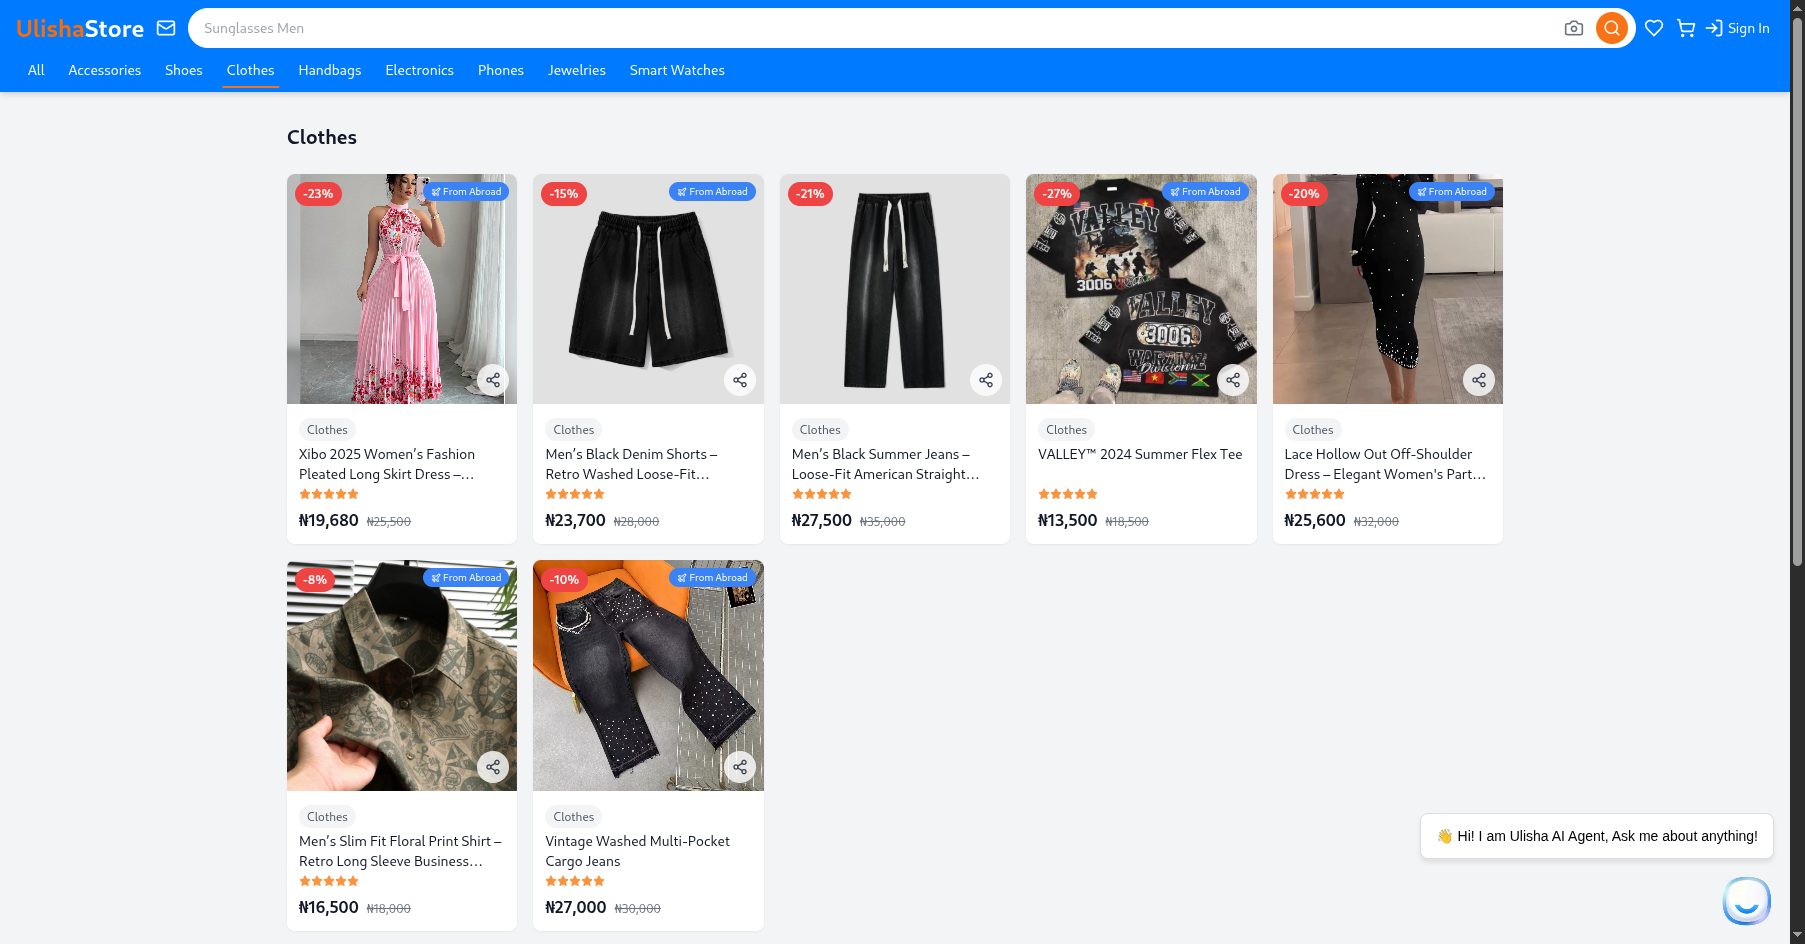 UlishaStore
Sunglasses Men
Sign In
All Accessories Shoes Clothes Handbags Electronics Phones Jewelries Smart Watches
Clothes
-23% From Abroad
-15% From Abroad
-21%
-27% From Abroad
VALLEY
3006
VALLEY
3006
WARZONE
Division
-20% From Abroad
Clothes
Xibo 2025 Women’s Fashion
Pleated Long Skirt Dress –...
₦19,680 ₦25,500
Clothes
Men’s Black Denim Shorts –
Retro Washed Loose-Fit...
₦23,700 ₦28,000
Clothes
Men’s Black Summer Jeans –
Loose-Fit American Straight...
₦27,500 ₦35,000
Clothes
VALLEY™ 2024 Summer Flex Tee
₦13,500 ₦18,500
Clothes
Lace Hollow Out Off-Shoulder
Dress – Elegant Women's Part...
₦25,600 ₦32,000
-8% From Abroad
-10% From Abroad
Clothes
Men’s Slim Fit Floral Print Shirt –
Retro Long Sleeve Business...
₦16,500 ₦18,000
Clothes
Vintage Washed Multi-Pocket
Cargo Jeans
₦27,000 ₦30,000
👋 Hi! I am Ulisha AI Agent, Ask me about anything!